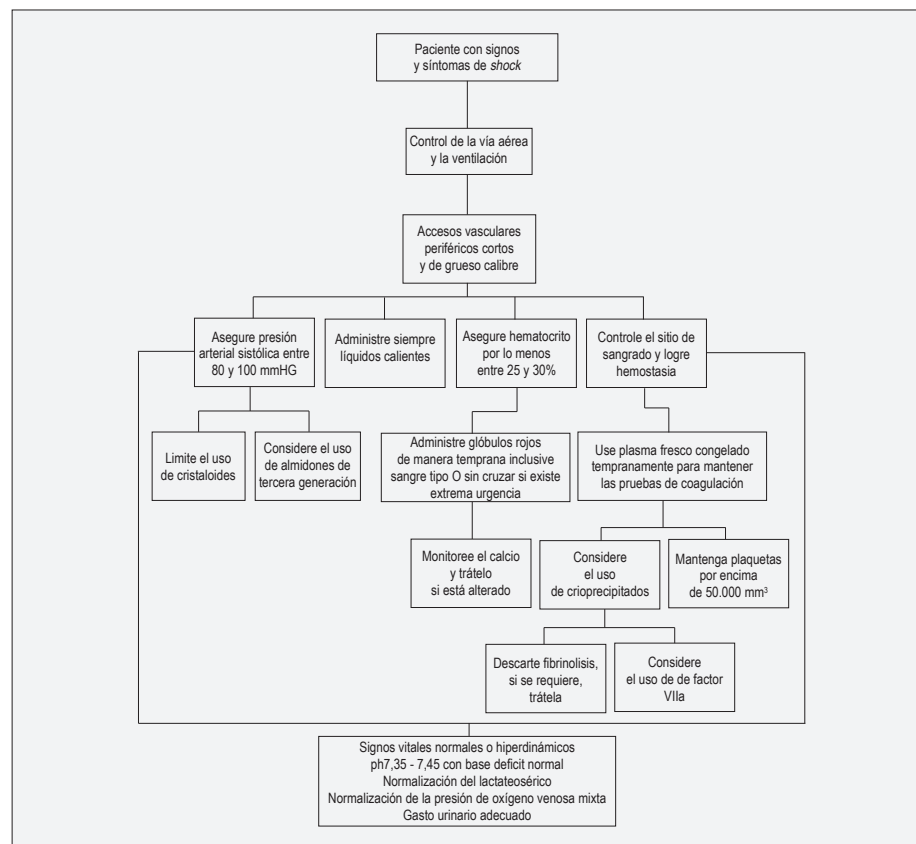 Paciente con signos
y síntomas de shock
Control de la vía aérea
y la ventilación
Accesos vasculares
periféricos cortos
y de grueso calibre
Asegure presión
arterial sistólica entre
80 y 100 mmHG
Administre siempre
líquidos calientes
Asegure hematocrito
por lo menos
entre 25 y 30%
Controle el sitio de
sangrado y logre
hemostasia
Limite el uso
de cristaloides
Considere el uso
de almidones de
tercera generación
Administre glóbulos rojos
de manera temprana inclusive
sangre tipo O sin cruzar si existe
extrema urgencia
Use plasma fresco congelado
tempranamente para mantener
las pruebas de coagulación
Monitoree el calcio
y trátelo
si está alterado
Considere
el uso
de crioprecipitados
Mantenga plaquetas
por encima
de 50.000 mm³
Descarte fibrinolisis,
si se requiere,
trátela
Considere
el uso de de factor
VIIa
Signos vitales normales o hiperdinámicos
ph7,35 - 7,45 con base deficit normal
Normalización del lactateosérico
Normalización de la presión de oxígeno venosa mixta
Gasto urinario adecuado